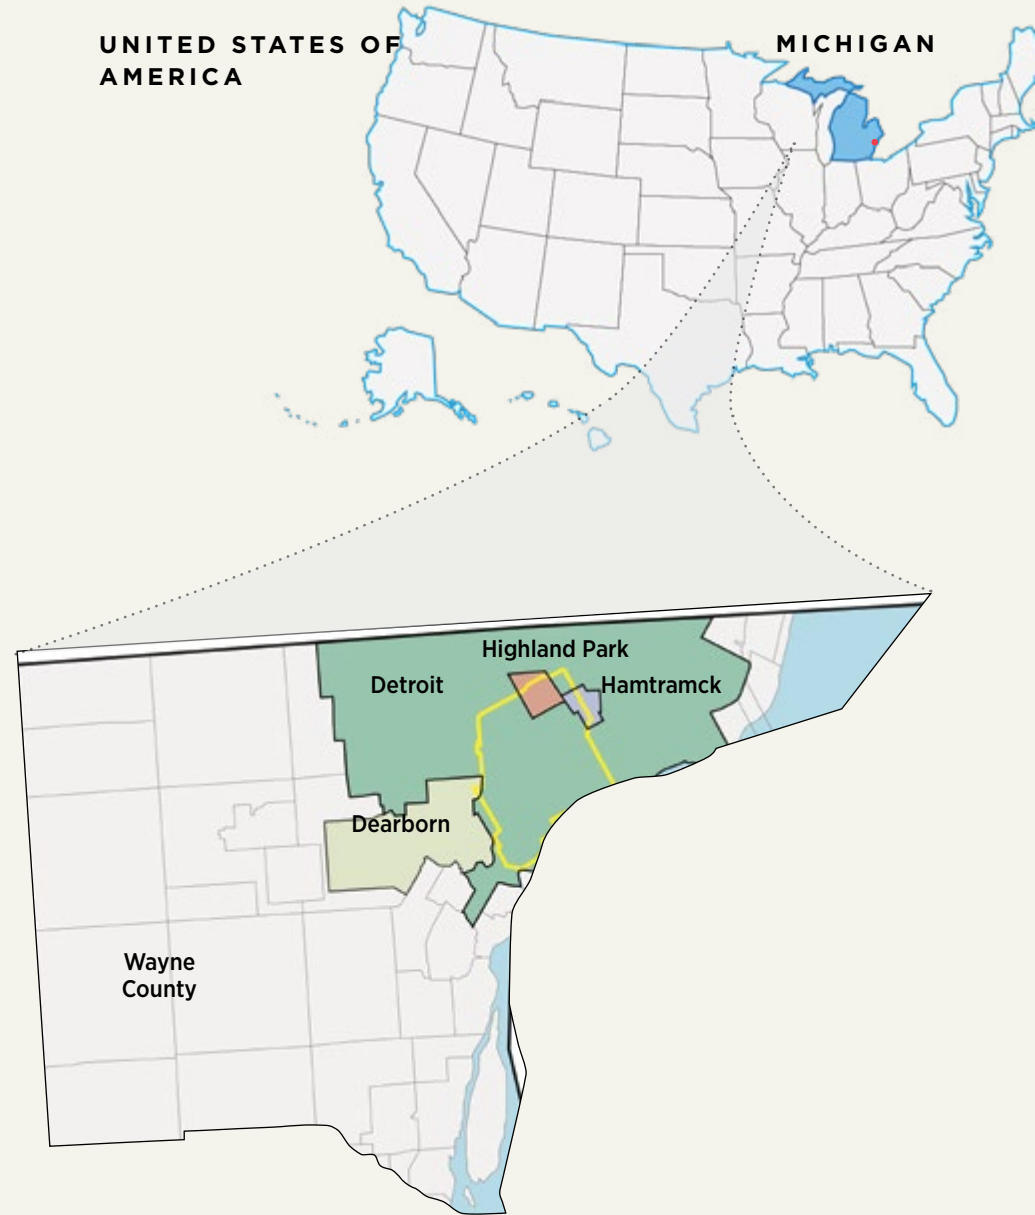 UNITED STATES OF
AMERICA
MICHIGAN
Highland Park
Detroit
Hamtramck
Dearborn
Wayne
County